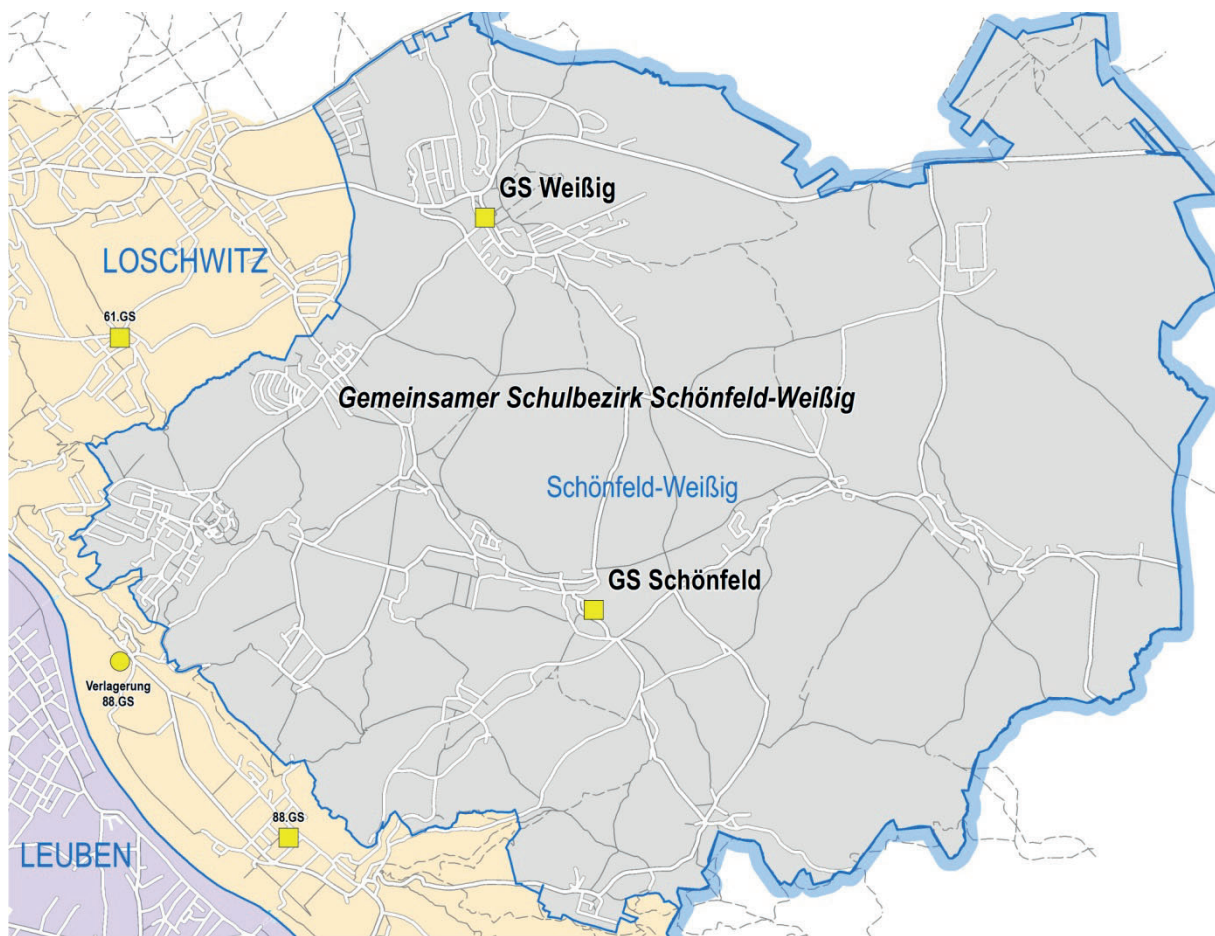 GS Weißig
LOSCHWITZ
61.GS
Gemeinsamer Schulbezirk Schönfeld-Weißig
Schönfeld-Weißig
GS Schönfeld
Verlagerung
88.GS
88.GS
LEUBEN